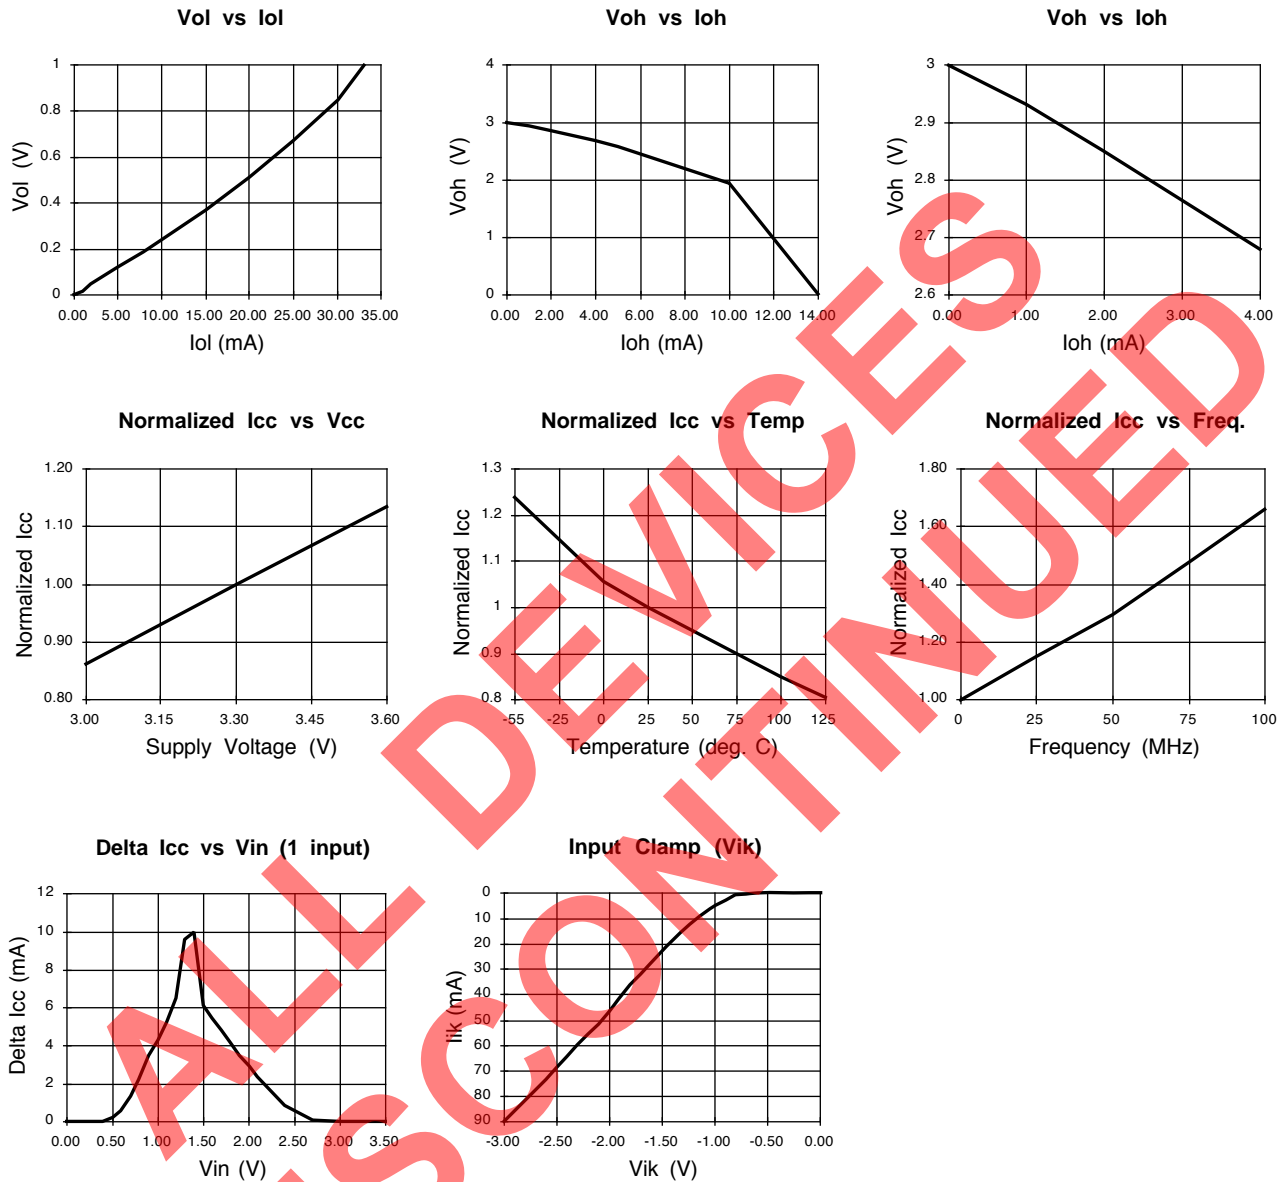 Vol vs Iol
Vol (V)
1
0.8
0.6
0.4
0.2
0
0.00 5.00 10.00 15.00 20.00 25.00 30.00 35.00
Iol (mA)
Voh vs Ioh
Voh (V)
4
3
2
1
0
0.00 2.00 4.00 6.00 8.00 10.00 12.00 14.00
Ioh (mA)
Voh vs Ioh
Voh (V)
3
2.9
2.8
2.7
2.6
0.00 1.00 2.00 3.00 4.00
Ioh (mA)
Normalized Icc vs Vcc
Normalized Icc
1.20
1.10
1.00
0.90
0.80
3.00 3.15 3.30 3.45 3.60
Supply Voltage (V)
Normalized Icc vs Temp
Normalized Icc
1.3
1.2
1.1
1
0.9
0.8
-55 -25 0 25 50 75 100 125
Temperature (deg. C)
Normalized Icc vs Freq.
Normalized Icc
1.80
1.60
1.40
1.20
1.00
0 25 50 75 100
Frequency (MHz)
Delta Icc vs Vin (1 input)
Delta Icc (mA)
12
10
8
6
4
2
0
0.00 0.50 1.00 1.50 2.00 2.50 3.00 3.50
Vin (V)
Input Clamp (Vik)
Iik (mA)
0
10
20
30
40
50
60
70
80
90
-3.00 -2.50 -2.00 -1.50 -1.00 -0.50 0.00
Vik (V)
ALL DEVICES
SCONTINUED